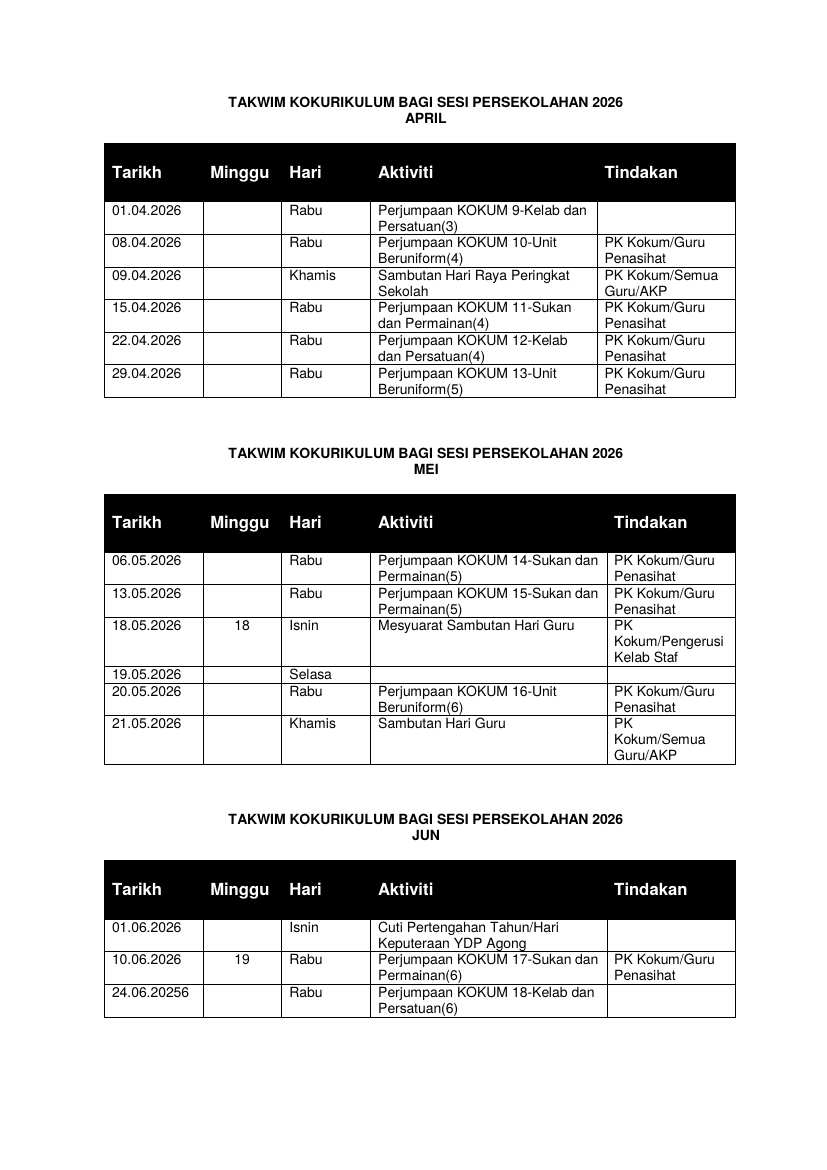 TAKWIM KOKURIKULUM BAGI SESI PERSEKOLAHAN 2026
APRIL
Tarikh Minggu Hari Aktiviti Tindakan
01.04.2026 Rabu Perjumpaan KOKUM 9-Kelab dan
Persatuan(3)
08.04.2026 Rabu Perjumpaan KOKUM 10-Unit PK Kokum/Guru
Beruniform(4) Penasihat
09.04.2026 Khamis Sambutan Hari Raya Peringkat PK Kokum/Semua
Sekolah Guru/AKP
15.04.2026 Rabu Perjumpaan KOKUM 11-Sukan PK Kokum/Guru
dan Permainan(4) Penasihat
22.04.2026 Rabu Perjumpaan KOKUM 12-Kelab PK Kokum/Guru
dan Persatuan(4) Penasihat
29.04.2026 Rabu Perjumpaan KOKUM 13-Unit PK Kokum/Guru
Beruniform(5) Penasihat
TAKWIM KOKURIKULUM BAGI SESI PERSEKOLAHAN 2026
MEI
Tarikh Minggu Hari Aktiviti Tindakan
06.05.2026 Rabu Perjumpaan KOKUM 14-Sukan dan PK Kokum/Guru
Permainan(5) Penasihat
13.05.2026 Rabu Perjumpaan KOKUM 15-Sukan dan PK Kokum/Guru
Permainan(5) Penasihat
18.05.2026 18 Isnin Mesyuarat Sambutan Hari Guru PK
Kokum/Pengerusi
Kelab Staf
19.05.2026 Selasa
20.05.2026 Rabu Perjumpaan KOKUM 16-Unit PK Kokum/Guru
Beruniform(6) Penasihat
21.05.2026 Khamis Sambutan Hari Guru PK
Kokum/Semua
Guru/AKP
TAKWIM KOKURIKULUM BAGI SESI PERSEKOLAHAN 2026
JUN
Tarikh Minggu Hari Aktiviti Tindakan
01.06.2026 Isnin Cuti Pertengahan Tahun/Hari
Keputeraan YDP Agong
10.06.2026 19 Rabu Perjumpaan KOKUM 17-Sukan dan PK Kokum/Guru
Permainan(6) Penasihat
24.06.20256 Rabu Perjumpaan KOKUM 18-Kelab dan
Persatuan(6)